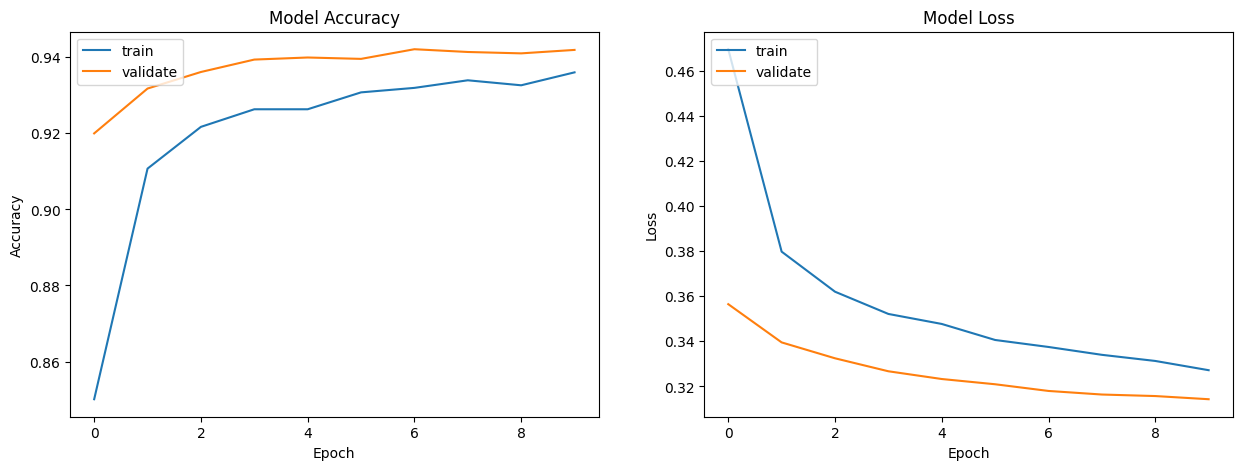 Model Accuracy
train
validate
0.94
0.92
0.90
0.88
0.86
Accuracy
0 2 4 6 8
Epoch
Model Loss
train
validate
0.46
0.44
0.42
0.40
0.38
0.36
0.34
0.32
Loss
0 2 4 6 8
Epoch